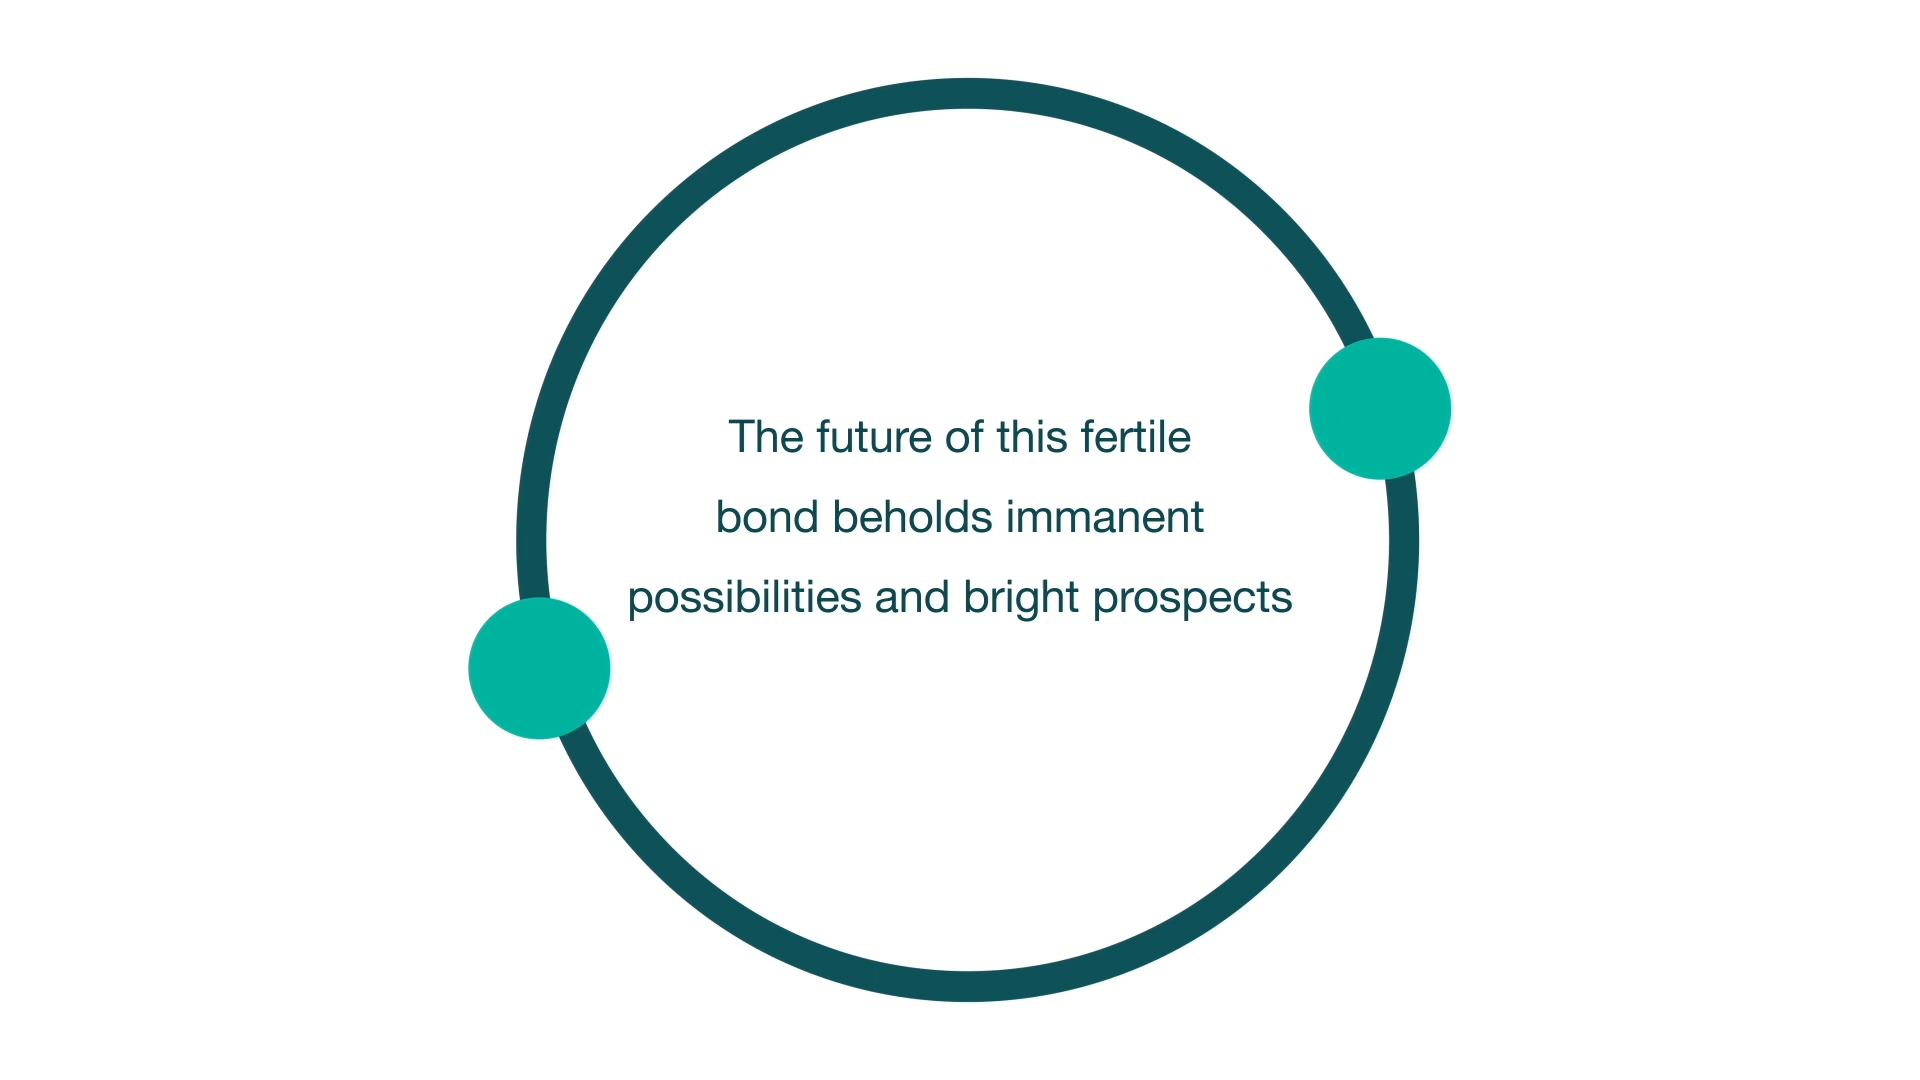 The future of this fertile
bond beholds immanent
possibilities and bright prospects